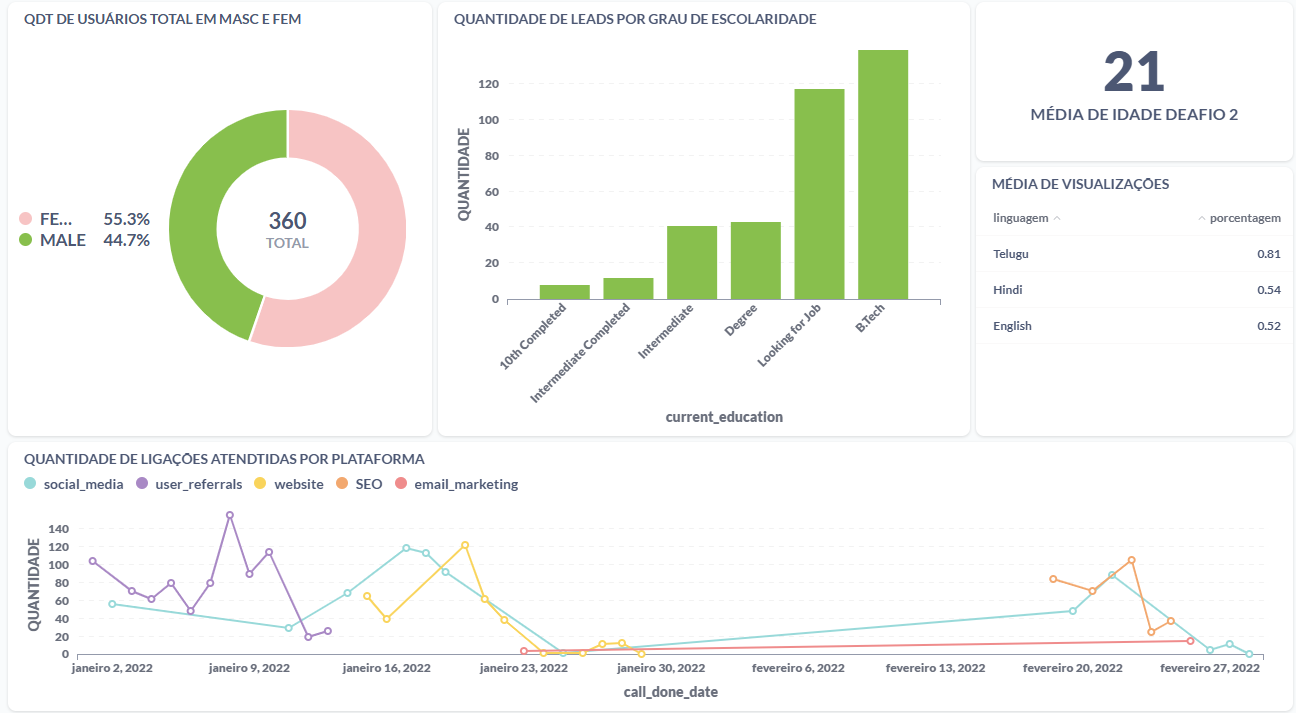 QDT DE USUÁRIOS TOTAL EM MASC E FEM
FE... 55.3%
MALE 44.7%
360
TOTAL
QUANTIDADE DE LEADS POR GRAU DE ESCOLARIDADE
QUANTIDADE
120
100
80
60
40
20
0
10th Completed
Intermediate Completed
Intermediate
Degree
Looking for Job
B.Tech
current_education
21
MÉDIA DE IDADE DEAFIO 2
MÉDIA DE VISUALIZAÇÕES
linguagem porcentagem
Telugu 0.81
Hindi 0.54
English 0.52
QUANTIDADE DE LIGAÇÕES ATENDTIDAS POR PLATAFORMA
social_media user_referrals website SEO email_marketing
QUANTIDADE
140
120
100
80
60
40
20
0
janeiro 2, 2022 janeiro 9, 2022 janeiro 16, 2022 janeiro 23, 2022 janeiro 30, 2022 fevereiro 6, 2022 fevereiro 13, 2022 fevereiro 20, 2022 fevereiro 27, 2022
call_done_date